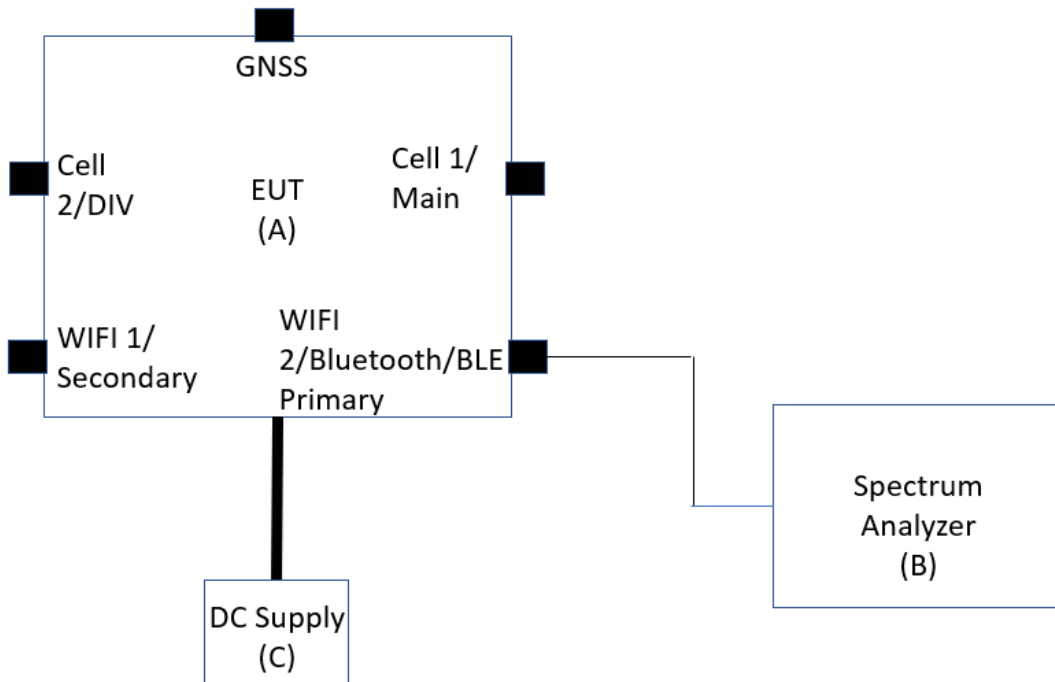 GNSS
Cell
2/DIV
Cell 1/
Main
EUT
(A)
WIFI 1/
Secondary
WIFI
2/Bluetooth/BLE
Primary
Spectrum
Analyzer
(B)
DC Supply
(C)